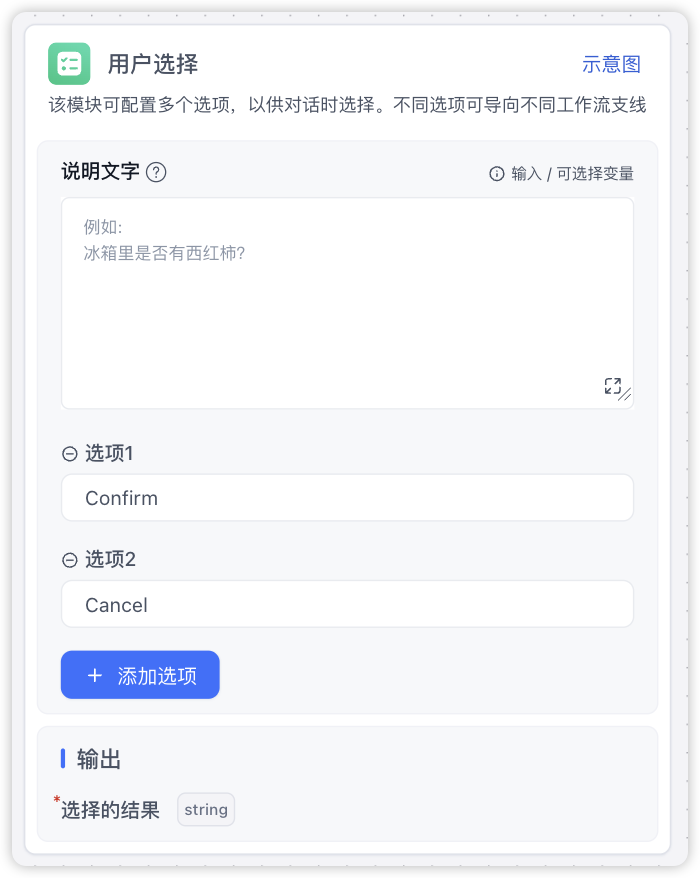 用户选择
示意图
该模块可配置多个选项，以供对话时选择。不同选项可导向不同工作流支线
说明文字 ?
输入 / 可选择变量
例如:
冰箱里是否有西红柿?
选项1
Confirm
选项2
Cancel
+ 添加选项
输出
*选择的结果 string